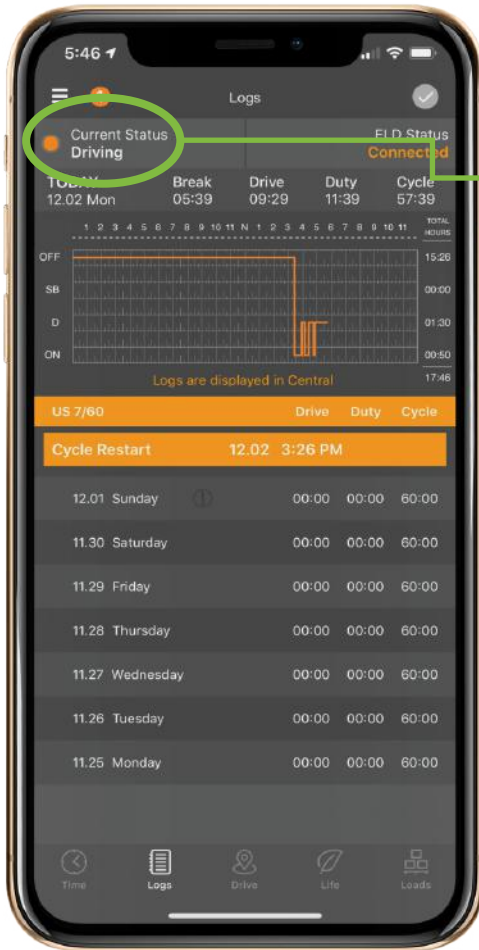 5:46
Logs
Current Status ELD Status
Driving Connected
TODAY Break Drive Duty Cycle
12.02 Mon 05:39 09:29 11:39 57:39
1 2 3 4 5 6 7 8 9 10 11 N 1 2 3 4 5 6 7 8 9 10 11 TOTAL HOURS
OFF 15:26
SB 00:00
D 01:30
ON 00:50
17:46
Logs are displayed in Central
US 7/60 Drive Duty Cycle
Cycle Restart 12.02 3:26 PM
12.01 Sunday 00:00 00:00 60:00
11.30 Saturday 00:00 00:00 60:00
11.29 Friday 00:00 00:00 60:00
11.28 Thursday 00:00 00:00 60:00
11.27 Wednesday 00:00 00:00 60:00
11.26 Tuesday 00:00 00:00 60:00
11.25 Monday 00:00 00:00 60:00
Time Logs Drive Life Loads